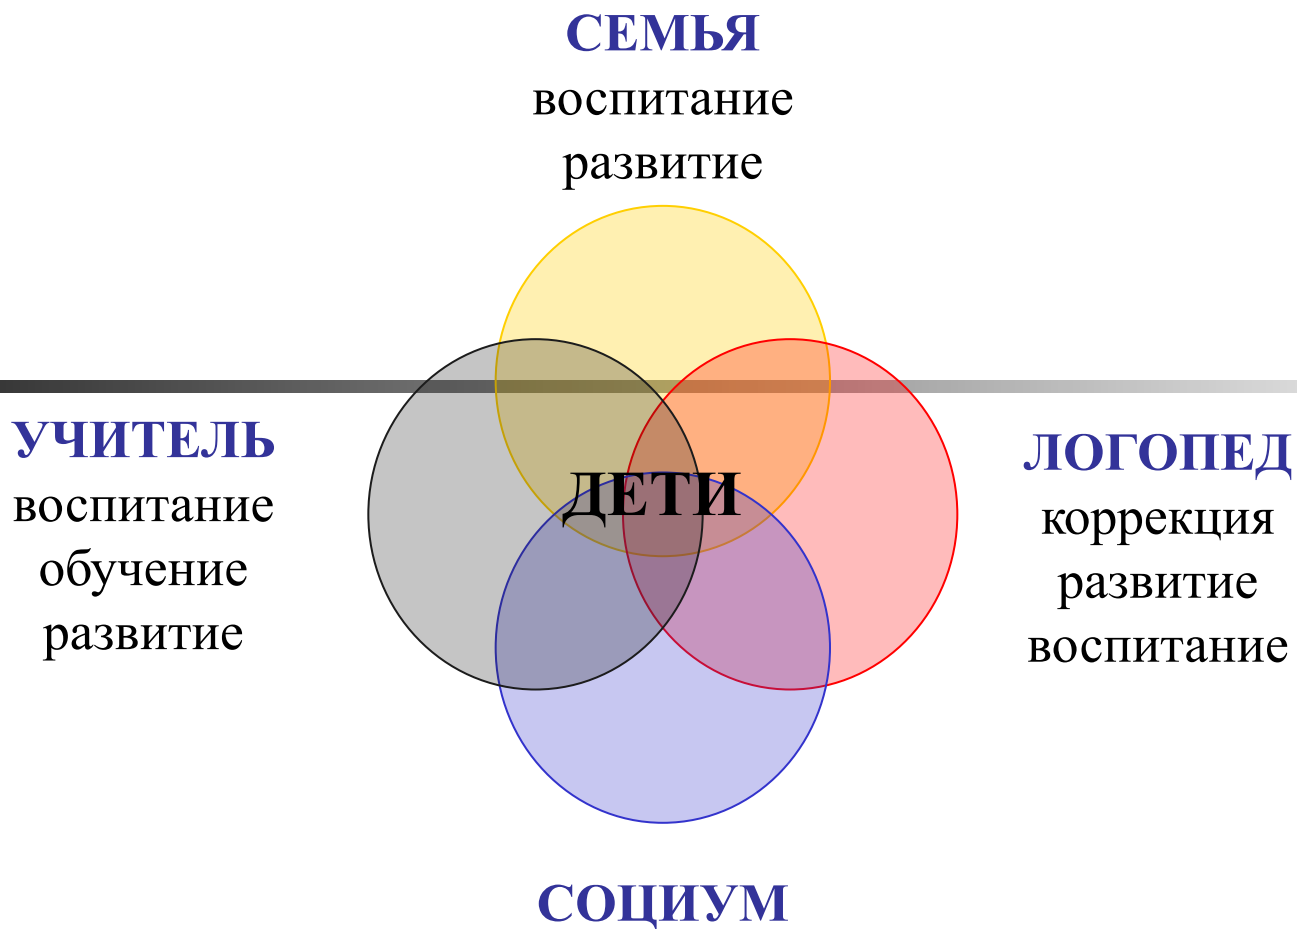 СЕМЬЯ
воспитание
развитие
УЧИТЕЛЬ
воспитание
обучение
развитие
ДЕТИ
ЛОГОПЕД
коррекция
развитие
воспитание
СОЦИУМ